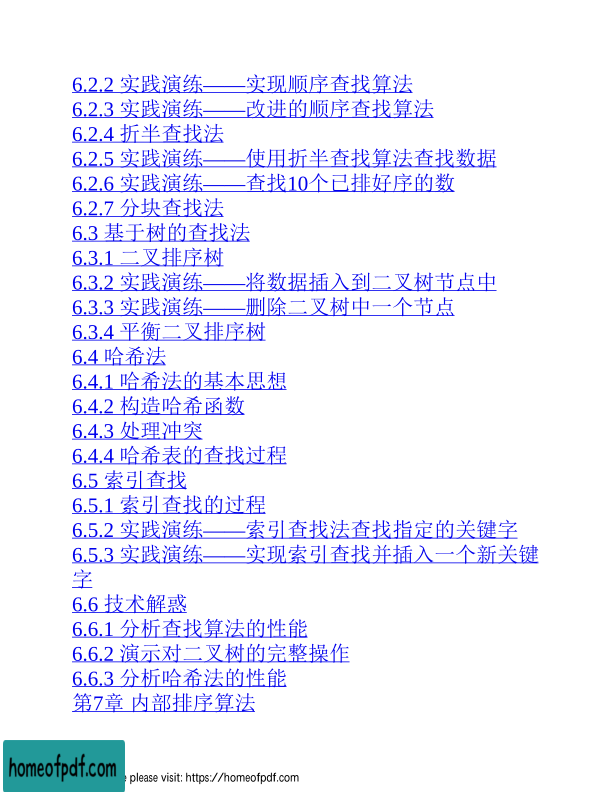 6.2.2 实践演练——实现顺序查找算法
6.2.3 实践演练——改进的顺序查找算法
6.2.4 折半查找法
6.2.5 实践演练——使用折半查找算法查找数据
6.2.6 实践演练——查找10个已排好序的数
6.2.7 分块查找法
6.3 基于树的查找法
6.3.1 二叉排序树
6.3.2 实践演练——将数据插入到二叉树节点中
6.3.3 实践演练——删除二叉树中一个节点
6.3.4 平衡二叉排序树
6.4 哈希法
6.4.1 哈希法的基本思想
6.4.2 构造哈希函数
6.4.3 处理冲突
6.4.4 哈希表的查找过程
6.5 索引查找
6.5.1 索引查找的过程
6.5.2 实践演练——索引查找法查找指定的关键字
6.5.3 实践演练——实现索引查找并插入一个新关键
字
6.6 技术解惑
6.6.1 分析查找算法的性能
6.6.2 演示对二叉树的完整操作
6.6.3 分析哈希法的性能
第7章 内部排序算法
homeofpdf.com
e please visit: https://homeofpdf.com